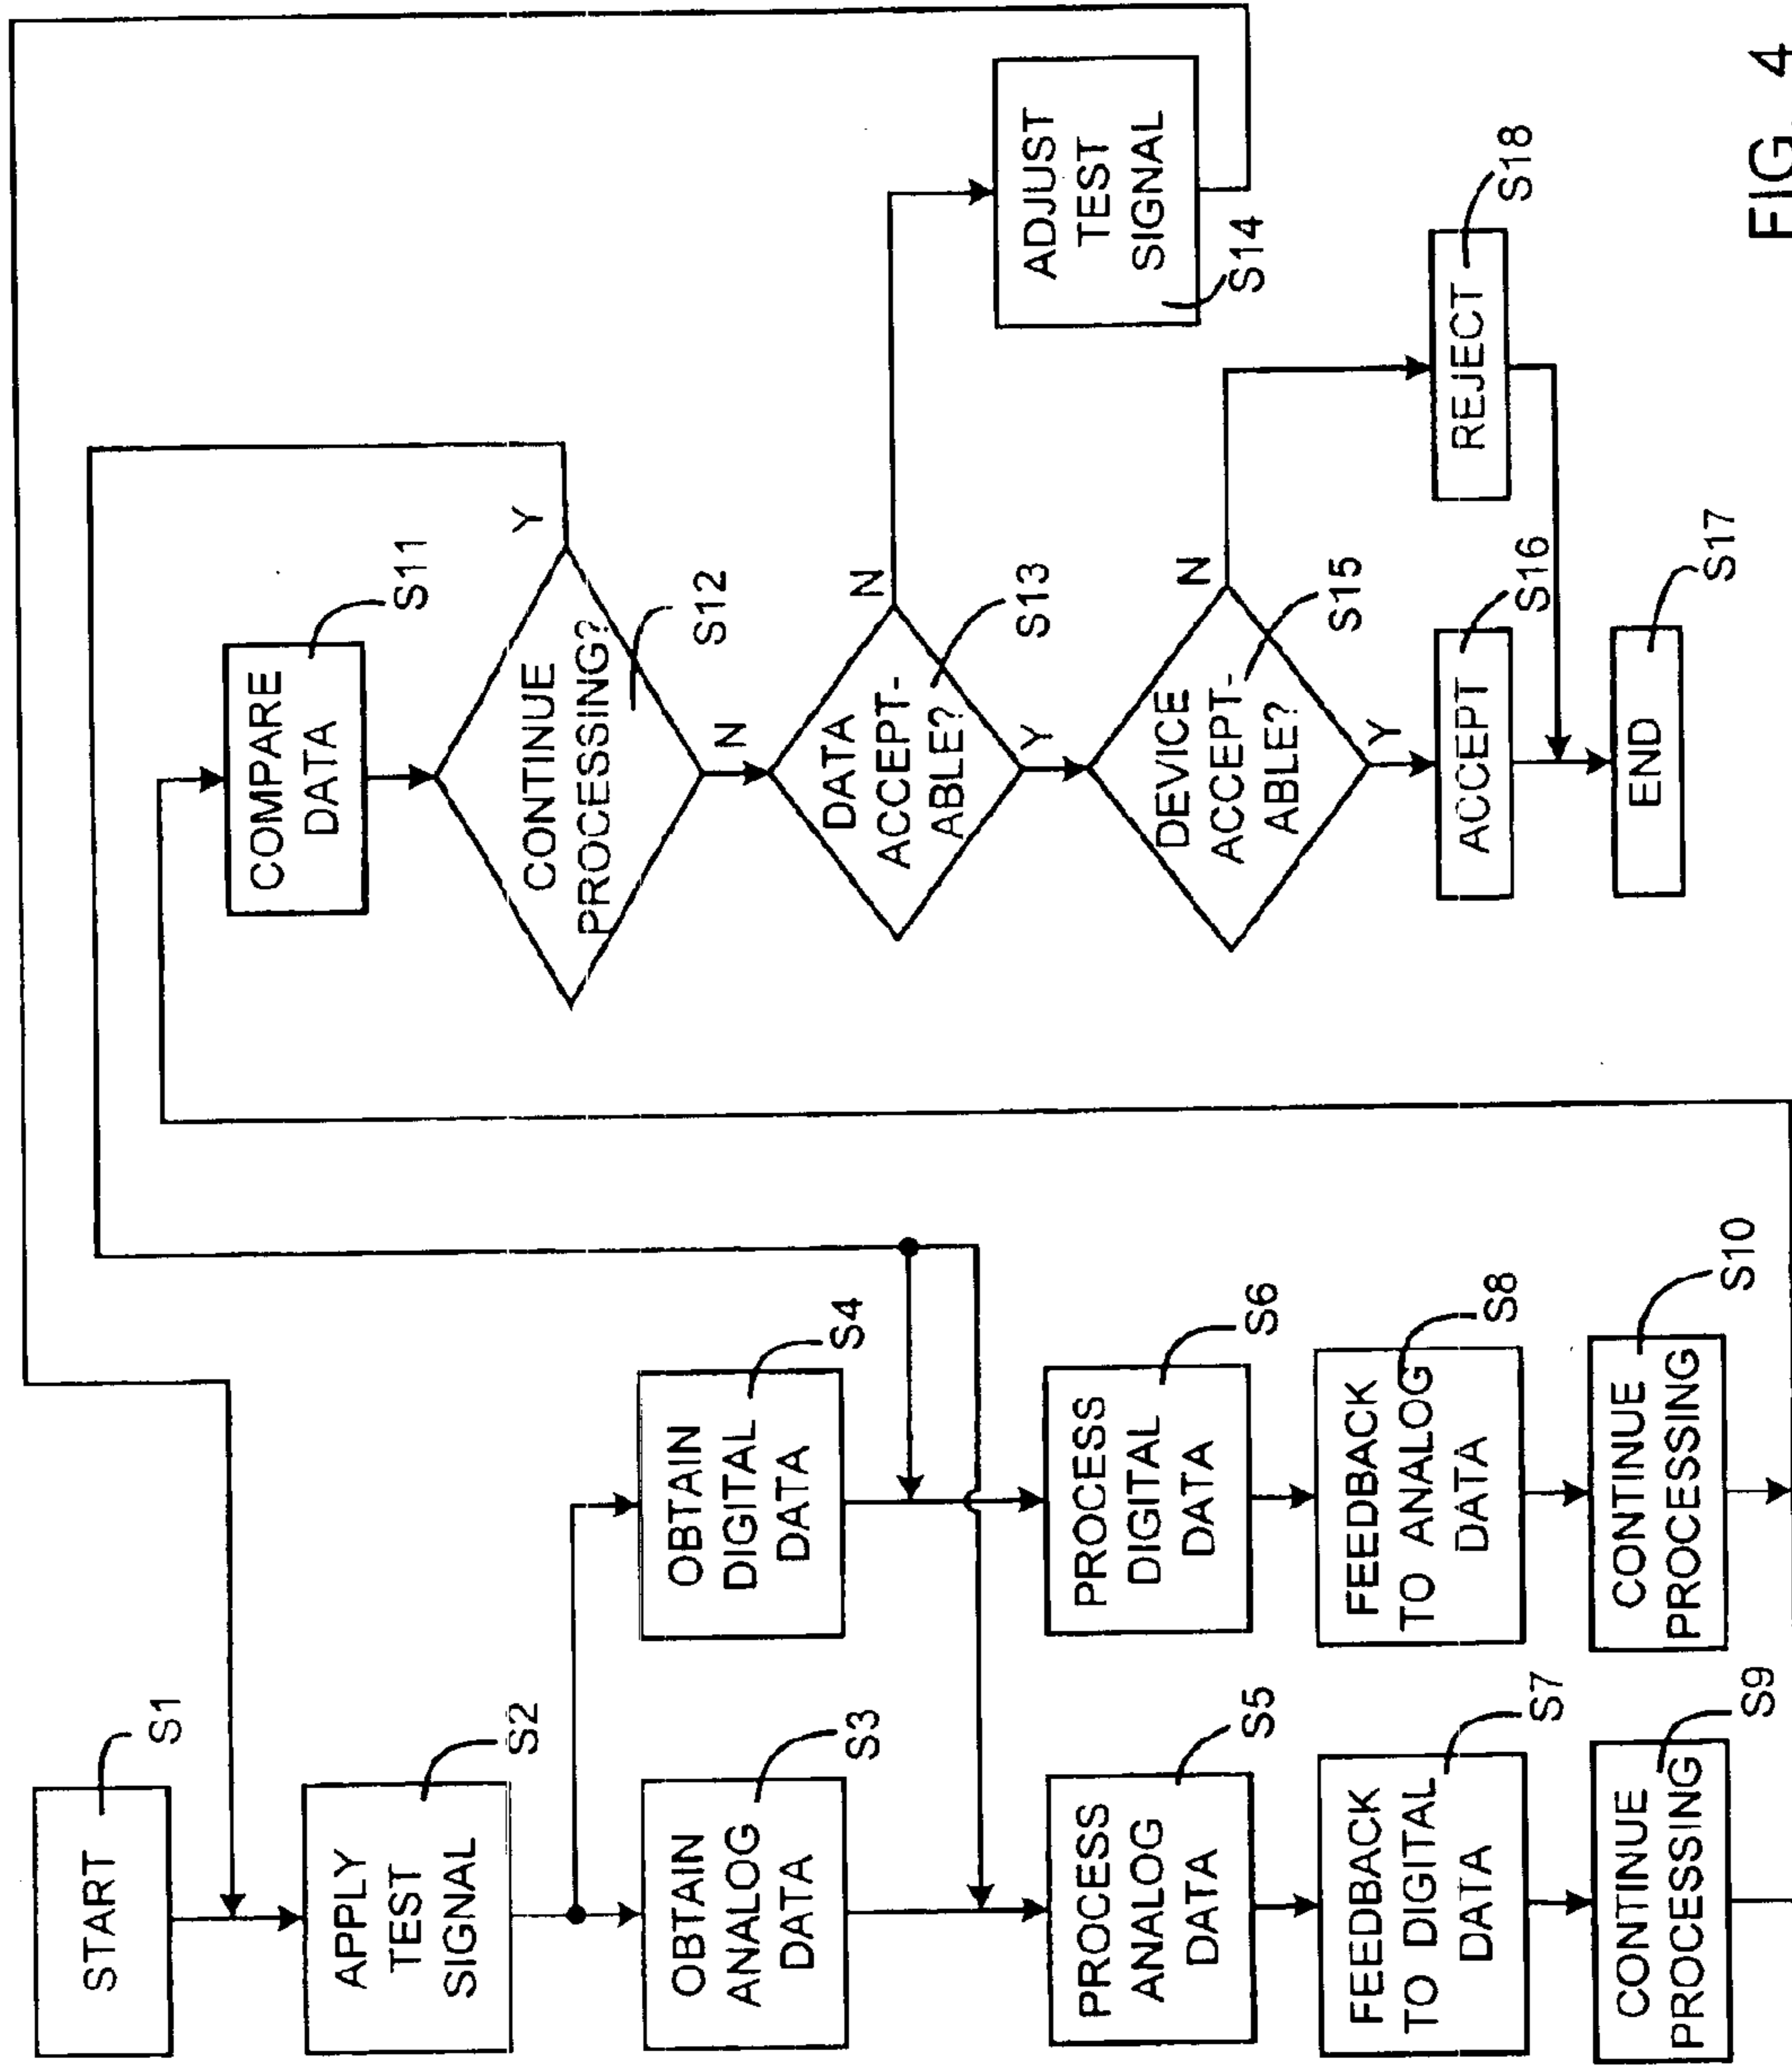 START
S1
APPLY
TEST
SIGNAL
S2
OBTAIN
ANALOG
DATA
S3
OBTAIN
DIGITAL
DATA
S4
PROCESS
ANALOG
DATA
S5
PROCESS
DIGITAL
DATA
S6
FEEDBACK
TO DIGITAL
DATA
S7
FEEDBACK
TO ANALOG
DATA
S8
CONTINUE
PROCESSING
S9
CONTINUE
PROCESSING
S10
COMPARE
DATA
S11
CONTINUE
PROCESSING?
S12
Y
N
DATA
ACCEPT-
ABLE?
S13
N
Y
ADJUST
TEST
SIGNAL
S14
DEVICE
ACCEPT-
ABLE?
S15
N
Y
ACCEPT
S16
REJECT
S18
END
S17
FIG. 4